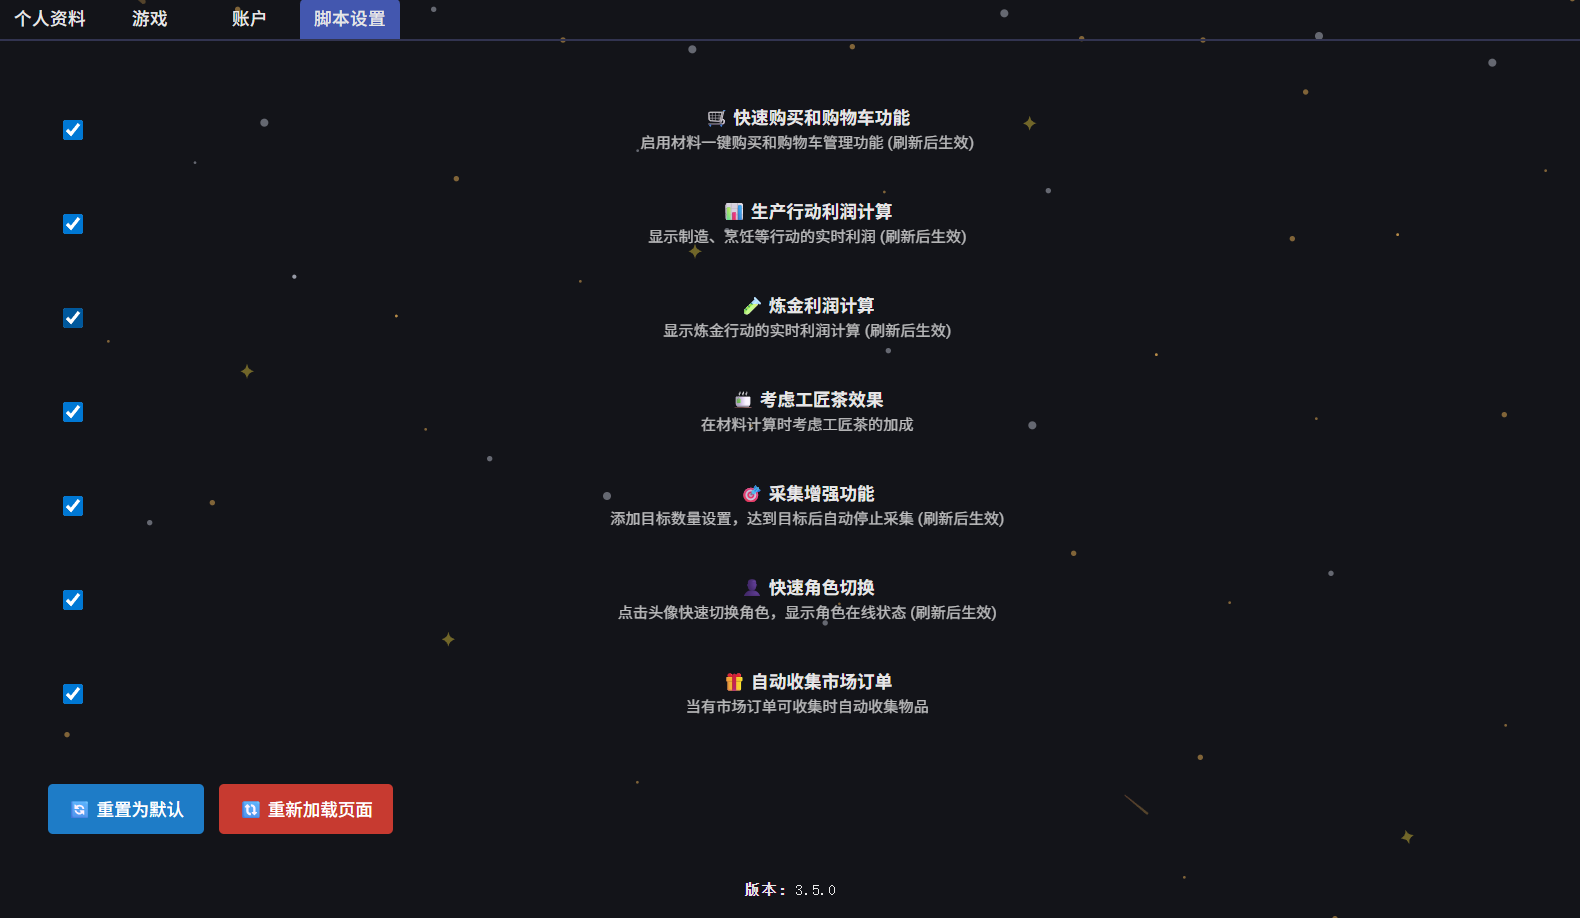 个人资料
游戏
账户
脚本设置
快速购买和购物车功能
启用材料一键购买和购物车管理功能 (刷新后生效)
生产行动利润计算
显示制造、烹饪等行动的实时利润 (刷新后生效)
炼金利润计算
显示炼金行动的实时利润计算 (刷新后生效)
考虑工匠茶效果
在材料计算时考虑工匠茶的加成
采集增强功能
添加目标数量设置，达到目标后自动停止采集 (刷新后生效)
快速角色切换
点击头像快速切换角色，显示角色在线状态 (刷新后生效)
自动收集市场订单
当有市场订单可收集时自动收集物品
重置为默认
重新加载页面
版本: 3.5.0